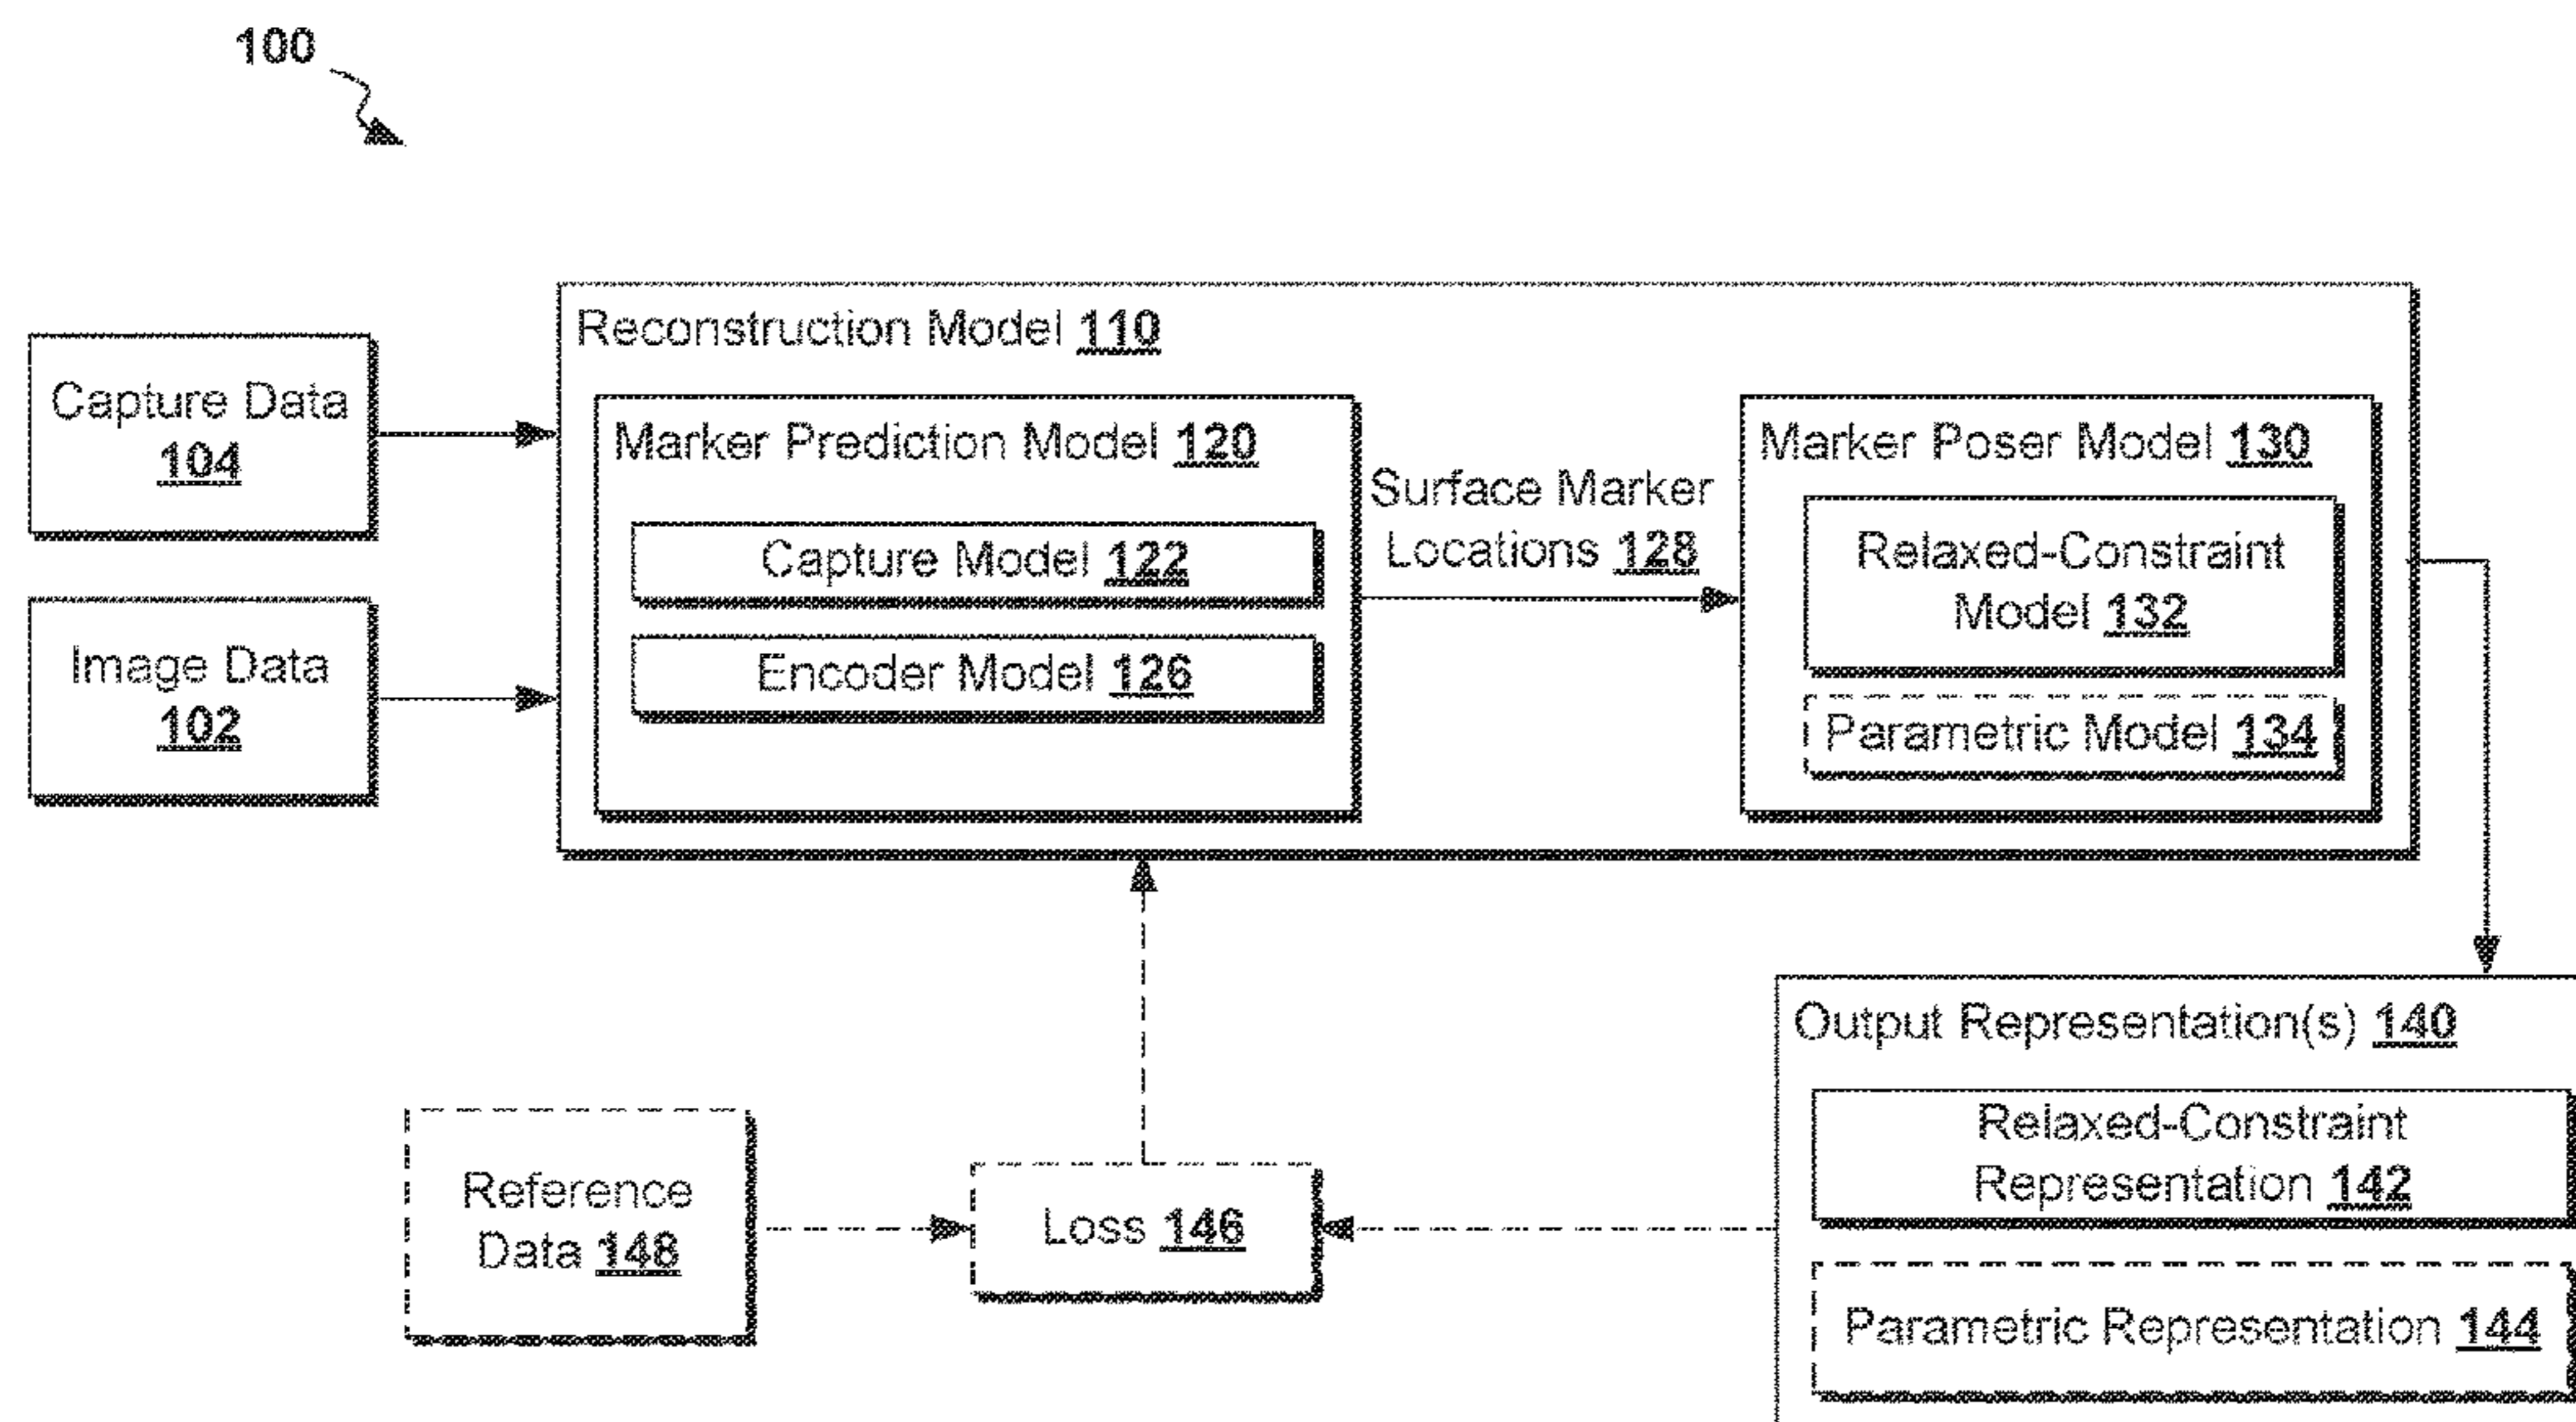 100
Reconstruction Model 110
Capture Data
104
Image Data
102
Marker Prediction Model 120
Capture Model 122
Encoder Model 126
Surface Marker
Locations 128
Marker Poser Model 130
Relaxed-Constraint
Model 132
Parametric Model 134
Output Representation(s) 140
Relaxed-Constraint
Representation 142
Parametric Representation 144
Reference
Data 148
Loss 146